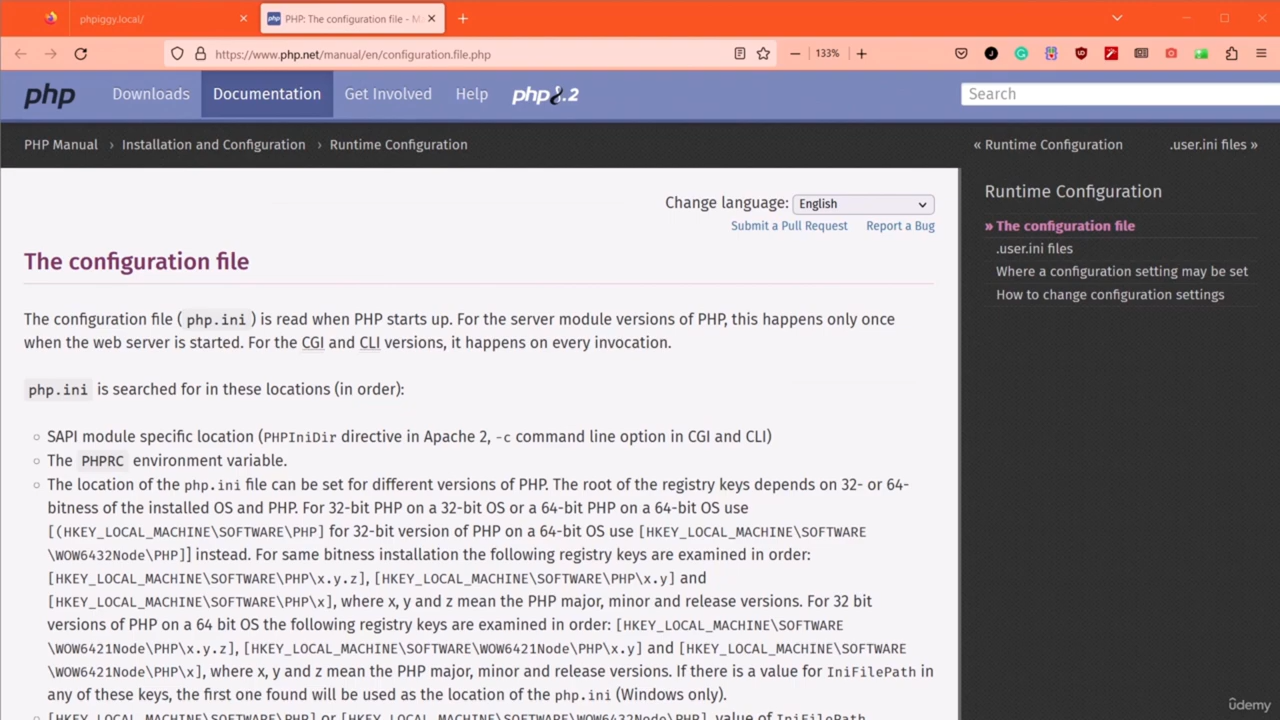 phpiggy.local/
PHP: The configuration file - M
https://www.php.net/manual/en/configuration.file.php
133%
php
Downloads
Documentation
Get Involved
Help
php8.2
Search
PHP Manual › Installation and Configuration › Runtime Configuration
« Runtime Configuration
.user.ini files »
Change language: English
Submit a Pull Request
Report a Bug
The configuration file
The configuration file ( php.ini ) is read when PHP starts up. For the server module versions of PHP, this happens only once
when the web server is started. For the CGI and CLI versions, it happens on every invocation.
php.ini is searched for in these locations (in order):
SAPI module specific location (PHPIniDir directive in Apache 2, -c command line option in CGI and CLI)
The PHPRC environment variable.
The location of the php.ini file can be set for different versions of PHP. The root of the registry keys depends on 32- or 64-
bitness of the installed OS and PHP. For 32-bit PHP on a 32-bit OS or a 64-bit PHP on a 64-bit OS use
[(HKEY_LOCAL_MACHINE\SOFTWARE\PHP] for 32-bit version of PHP on a 64-bit OS use [HKEY_LOCAL_MACHINE\SOFTWARE
\WOW6432Node\PHP]] instead. For same bitness installation the following registry keys are examined in order:
[HKEY_LOCAL_MACHINE\SOFTWARE\PHP\x.y.z], [HKEY_LOCAL_MACHINE\SOFTWARE\PHP\x.y] and
[HKEY_LOCAL_MACHINE\SOFTWARE\PHP\x], where x, y and z mean the PHP major, minor and release versions. For 32 bit
versions of PHP on a 64 bit OS the following registry keys are examined in order: [HKEY_LOCAL_MACHINE\SOFTWARE
\WOW6421Node\PHP\x.y.z], [HKEY_LOCAL_MACHINE\SOFTWARE\WOW6421Node\PHP\x.y] and [HKEY_LOCAL_MACHINE\SOFTWARE
\WOW6421Node\PHP\x], where x, y and z mean the PHP major, minor and release versions. If there is a value for IniFilePath in
any of these keys, the first one found will be used as the location of the php.ini (Windows only).
[HKEY_LOCAL_MACHINE\SOFTWARE\PHP] or [HKEY_LOCAL_MACHINE\SOFTWARE\WOW6432Node\PHP], value of IniFilePath
Runtime Configuration
» The configuration file
.user.ini files
Where a configuration setting may be set
How to change configuration settings
ûdemy